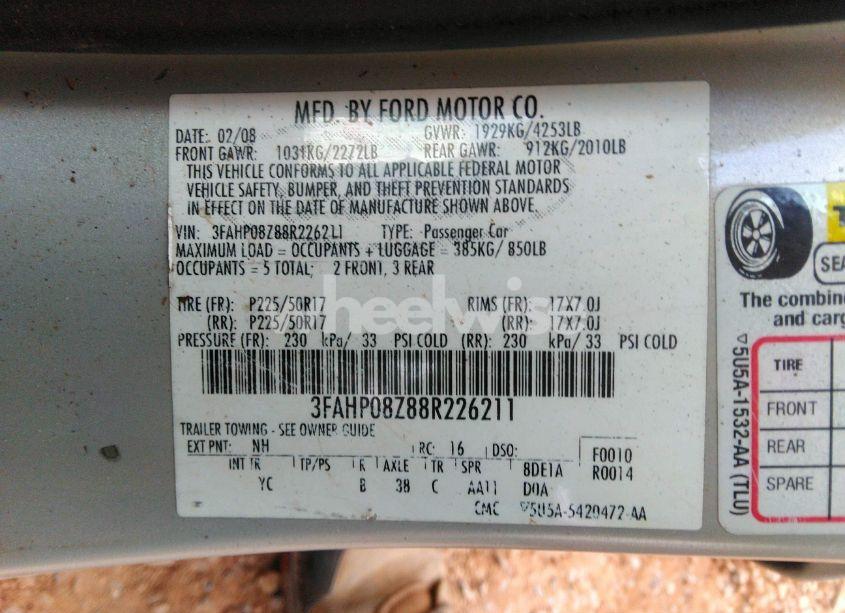 MFD. BY FORD MOTOR CO.
DATE: 02/08 GVWR: 1929KG/4253LB
FRONT GAWR: 1031KG/2272LB REAR GAWR: 912KG/2010LB
THIS VEHICLE CONFORMS TO ALL APPLICABLE FEDERAL MOTOR
VEHICLE SAFETY, BUMPER, AND THEFT PREVENTION STANDARDS
IN EFFECT ON THE DATE OF MANUFACTURE SHOWN ABOVE.
VIN: 3FAHP08Z88R226211 TYPE: Passenger Car
MAXIMUM LOAD = OCCUPANTS + LUGGAGE = 385KG/ 850LB
OCCUPANTS = 5 TOTAL; 2 FRONT, 3 REAR
TIRE (FR): P225/50R17 RIMS (FR): 17X7.0J
(RR): P225/50R17 (RR): 17X7.0J
PRESSURE (FR): 230 kPa/ 33 PSI COLD (RR): 230 kPa/ 33 PSI COLD
3FAHP08Z88R226211
TRAILER TOWING - SEE OWNER GUIDE
EXT PNT: NH RC: 16 DSO: F0010
R0014
INT TR TP/PS R AXLE TR SPR 8DE1A
YC B 38 C AA11 D0A
CMC ▽5U5A-5420472-AA
heelwis
SEA
The combin
and carg
TIRE
FRONT
REAR
SPARE
▽5U5A-1532-AA (TLU)